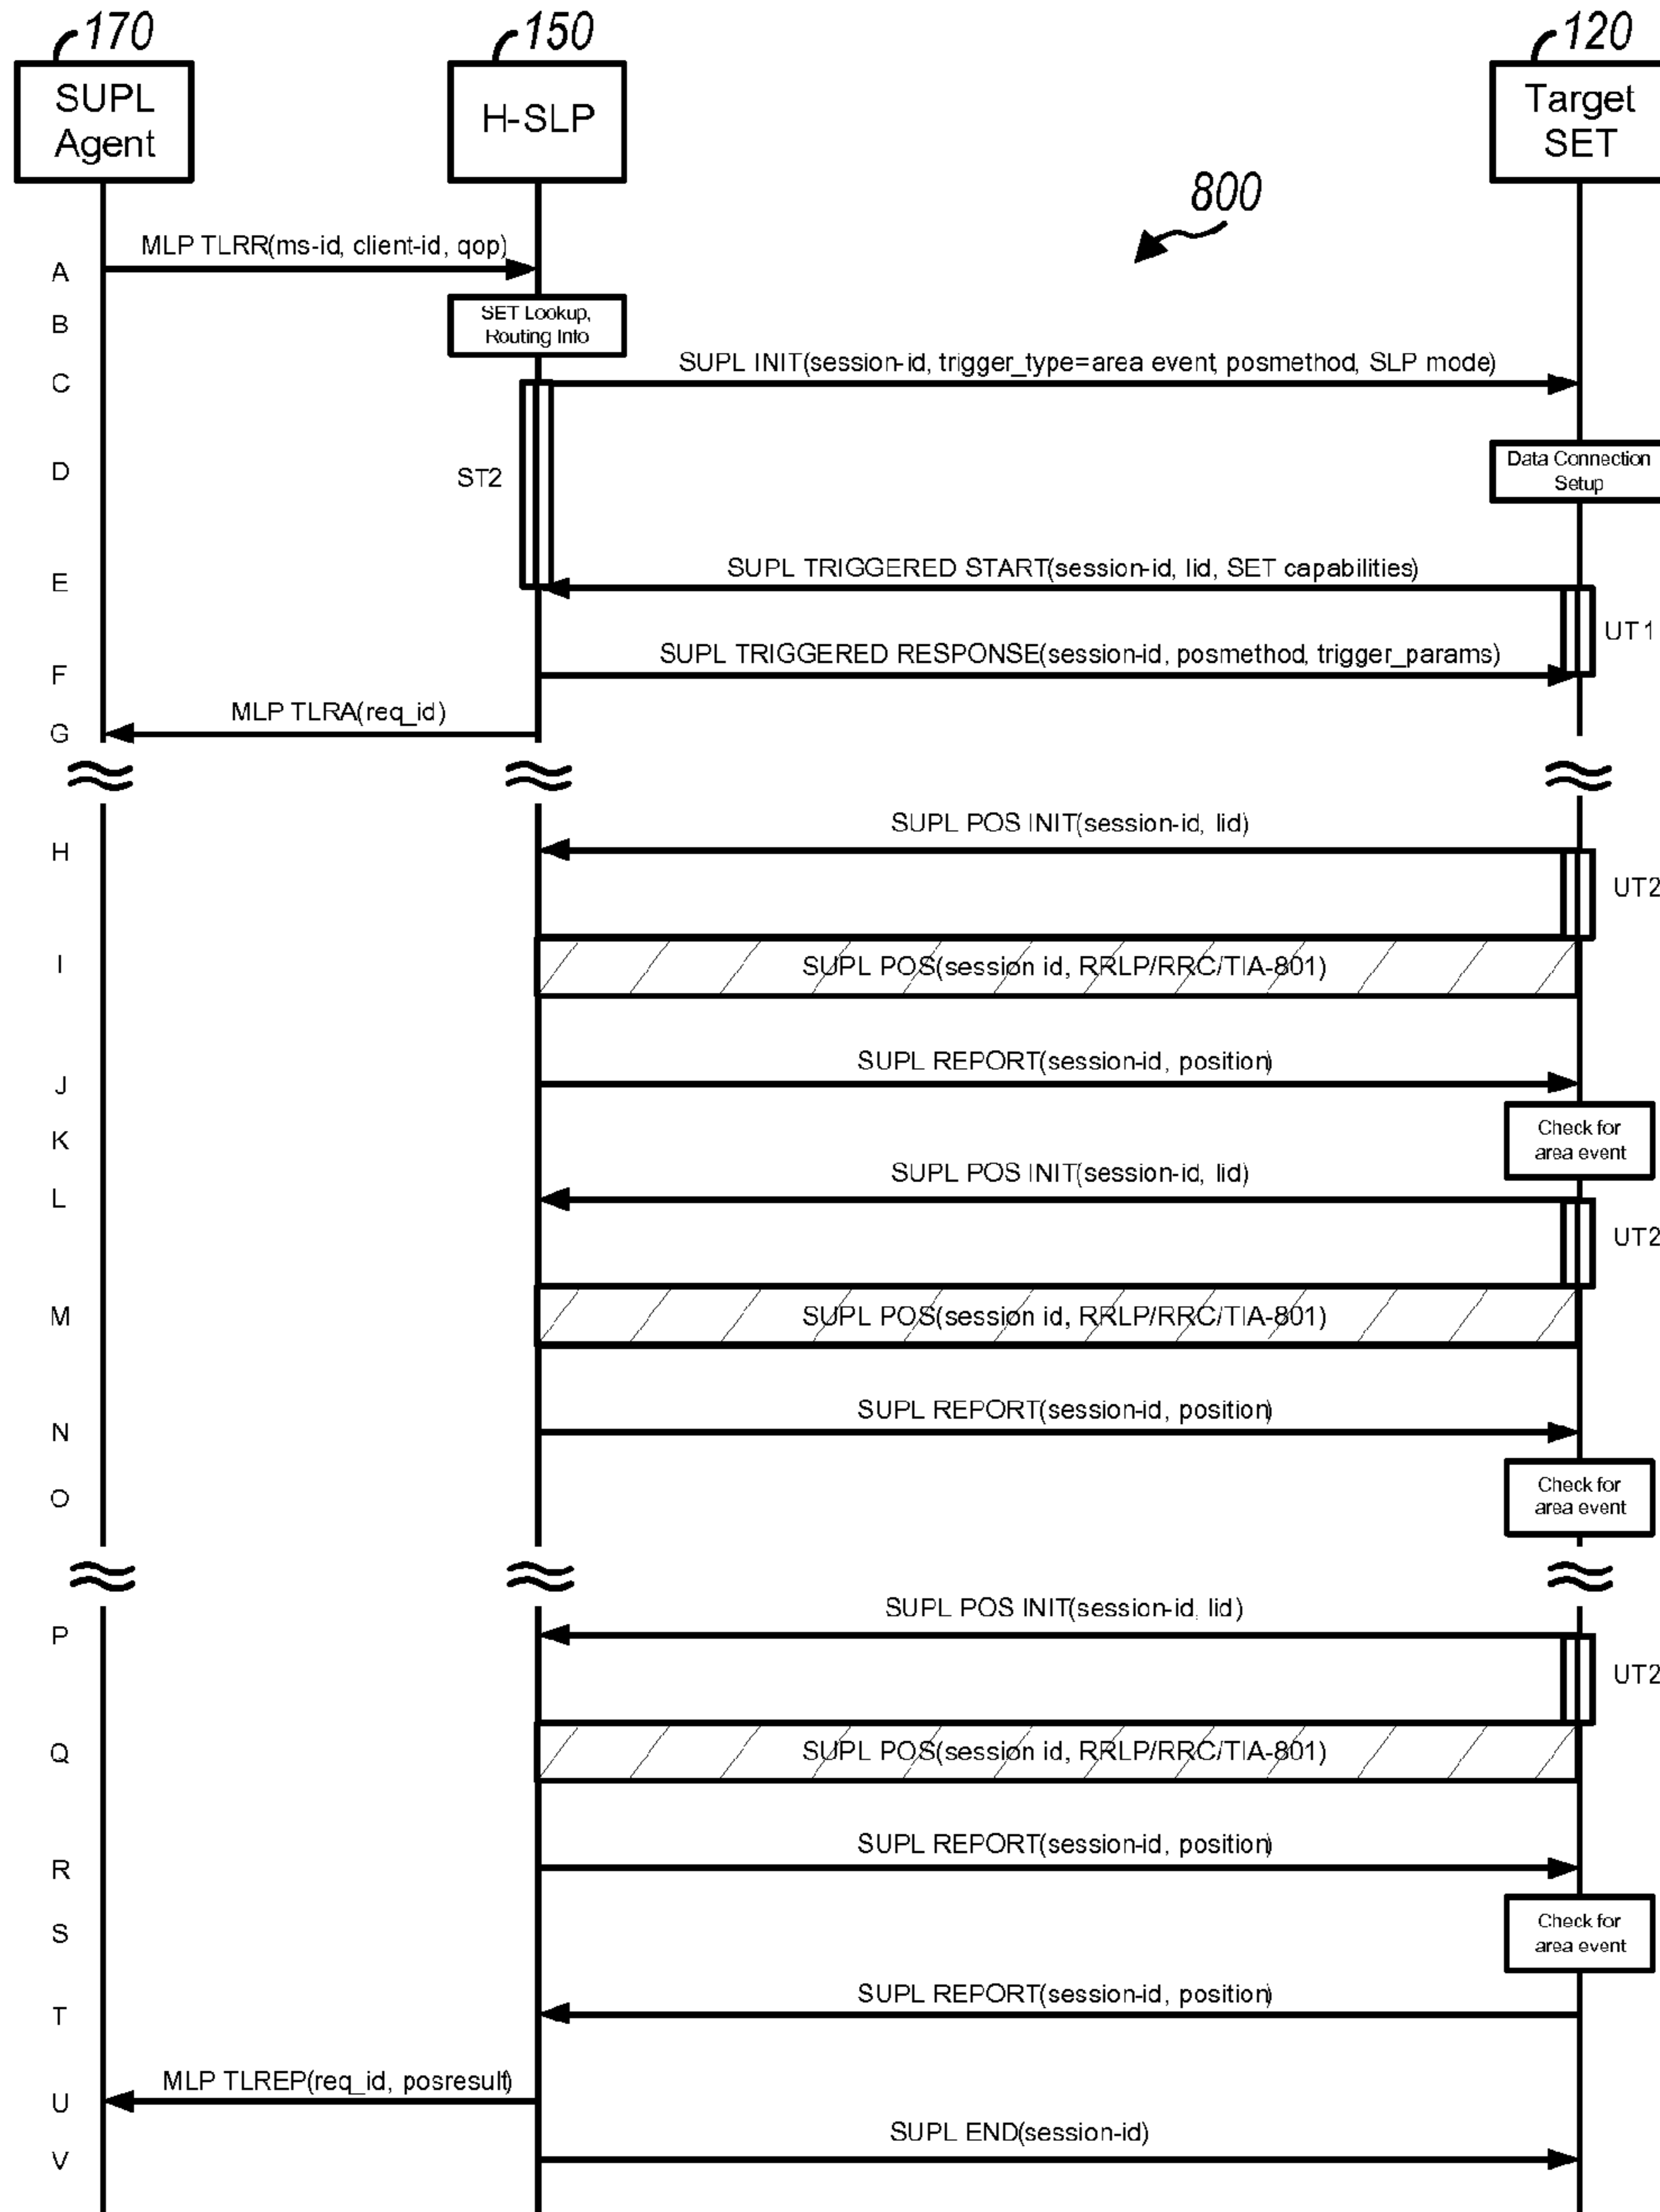 170
150
120
SUPL
Agent
H-SLP
Target
SET
800
MLP TLRR(ms-id, client-id, qop)
A
B
SET Lookup,
Routing Info
SUPL INIT(session-id, trigger_type=area event, posmethod, SLP mode)
C
D
ST2
Data Connection
Setup
SUPL TRIGGERED START(session-id, lid, SET capabilities)
E
UT1
SUPL TRIGGERED RESPONSE(session-id, posmethod, trigger_params)
F
MLP TLRA(req_id)
G
SUPL POS INIT(session-id, lid)
H
UT2
I
SUPL POS(session id, RRLP/RRC/TIA-801)
SUPL REPORT(session-id, position)
J
K
Check for
area event
SUPL POS INIT(session-id, lid)
L
UT2
M
SUPL POS(session id, RRLP/RRC/TIA-801)
SUPL REPORT(session-id, position)
N
O
Check for
area event
SUPL POS INIT(session-id, lid)
P
UT2
Q
SUPL POS(session id, RRLP/RRC/TIA-801)
SUPL REPORT(session-id, position)
R
S
Check for
area event
SUPL REPORT(session-id, position)
T
MLP TLREP(req_id, posresult)
U
SUPL END(session-id)
V